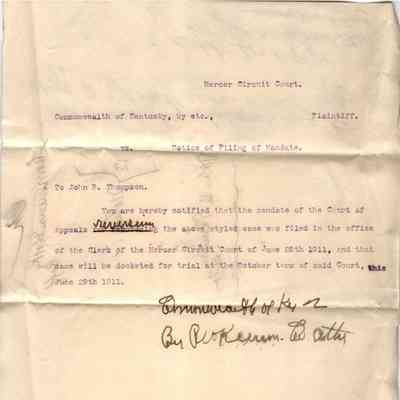 Mercer Circuit Court.
Commonwealth of Kentucky, by etc., Plaintiff.
vs. Notice of Filing of Mandate.
To John B. Thompson.
You are hereby notified that the mandate of the Court of
Appeals reversing the above styled case was filed in the office
of the Clerk of the Mercer Circuit Court of June 28th 1911, and that
same will be docketed for trial at the October term of said Court, this
June 29th 1911.
Commonwealth of Ky
By Atty